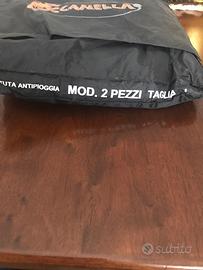 CANELLA
TUTA ANTIPIOGGIA MOD. 2 PEZZI TAGLIA
subito